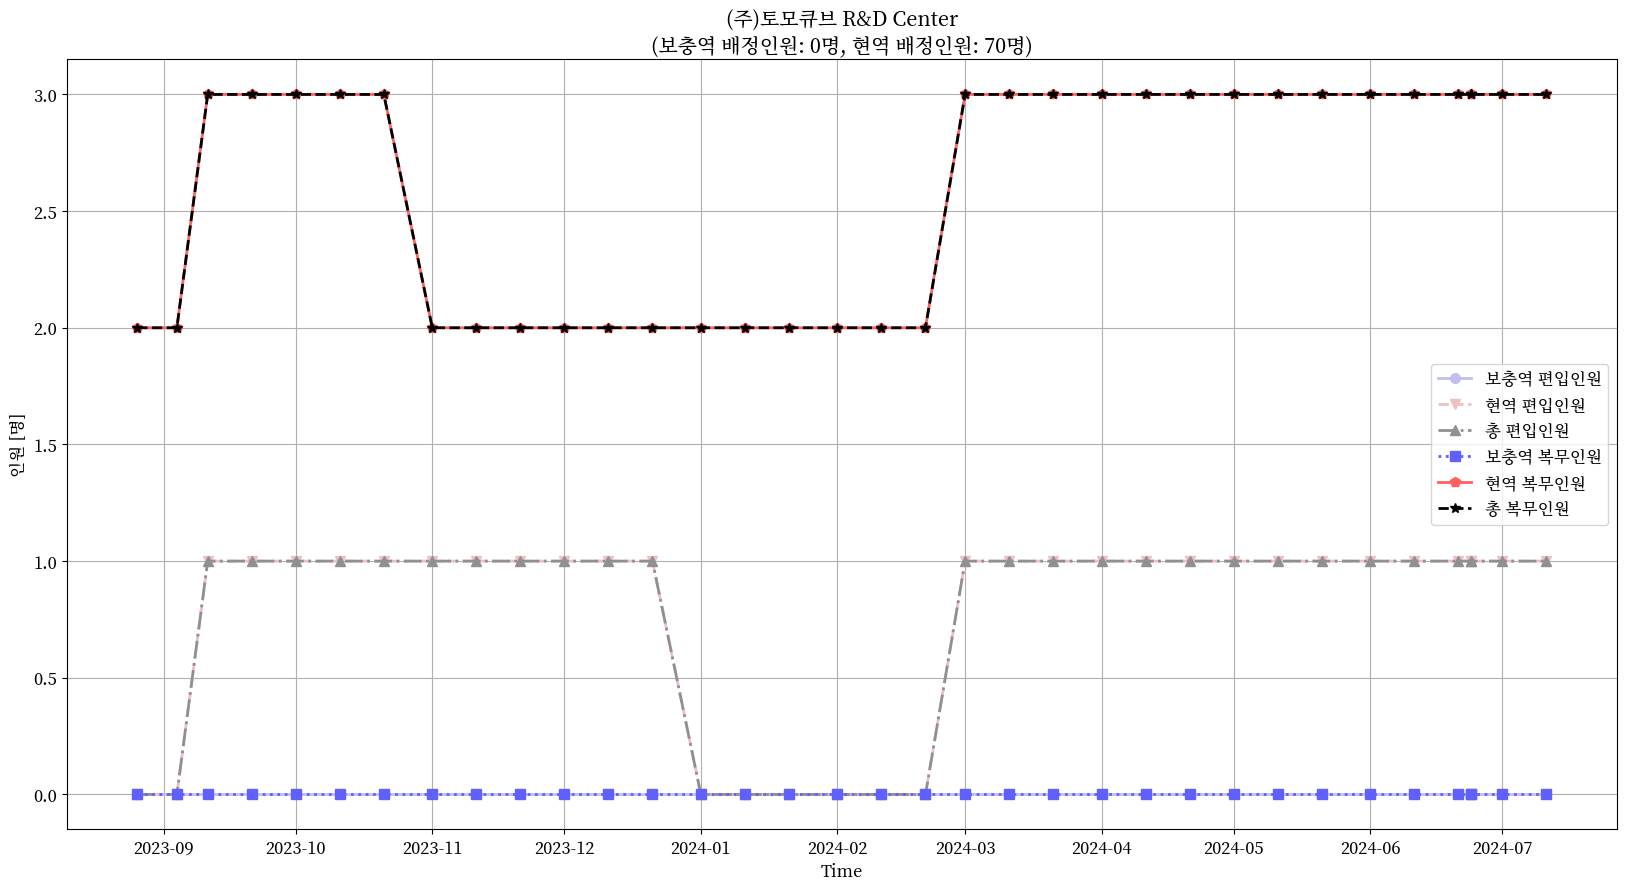 (주)토모큐브 R&D Center
(보충역 배정인원: 0명, 현역 배정인원: 70명)
인원 [명]
3.0
2.5
2.0
1.5
1.0
0.5
0.0
보충역 편입인원
현역 편입인원
총 편입인원
보충역 복무인원
현역 복무인원
총 복무인원
2023-09 2023-10 2023-11 2023-12 2024-01 2024-02 2024-03 2024-04 2024-05 2024-06 2024-07
Time